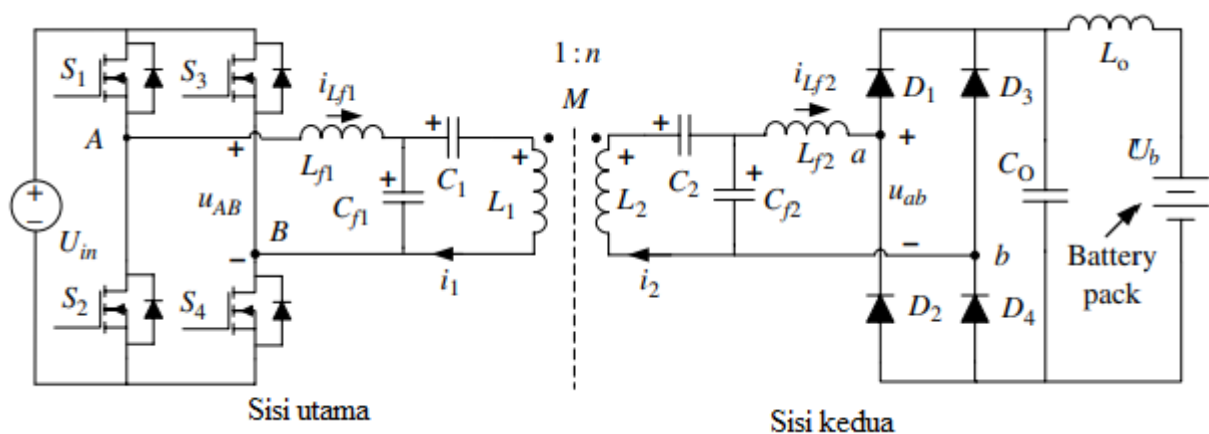 S1
S3
iLf1
1 : n
M
iLf2
D1
D3
Lo
A
+
Lf1
+
C1
+
+
C2
+
Lf2
a
+
Ub
+
−
Uin
uAB
Cf1
L1
L2
Cf2
uab
CO
B
−
i1
i2
−
b
Battery
pack
S2
S4
D2
D4
Sisi utama
Sisi kedua